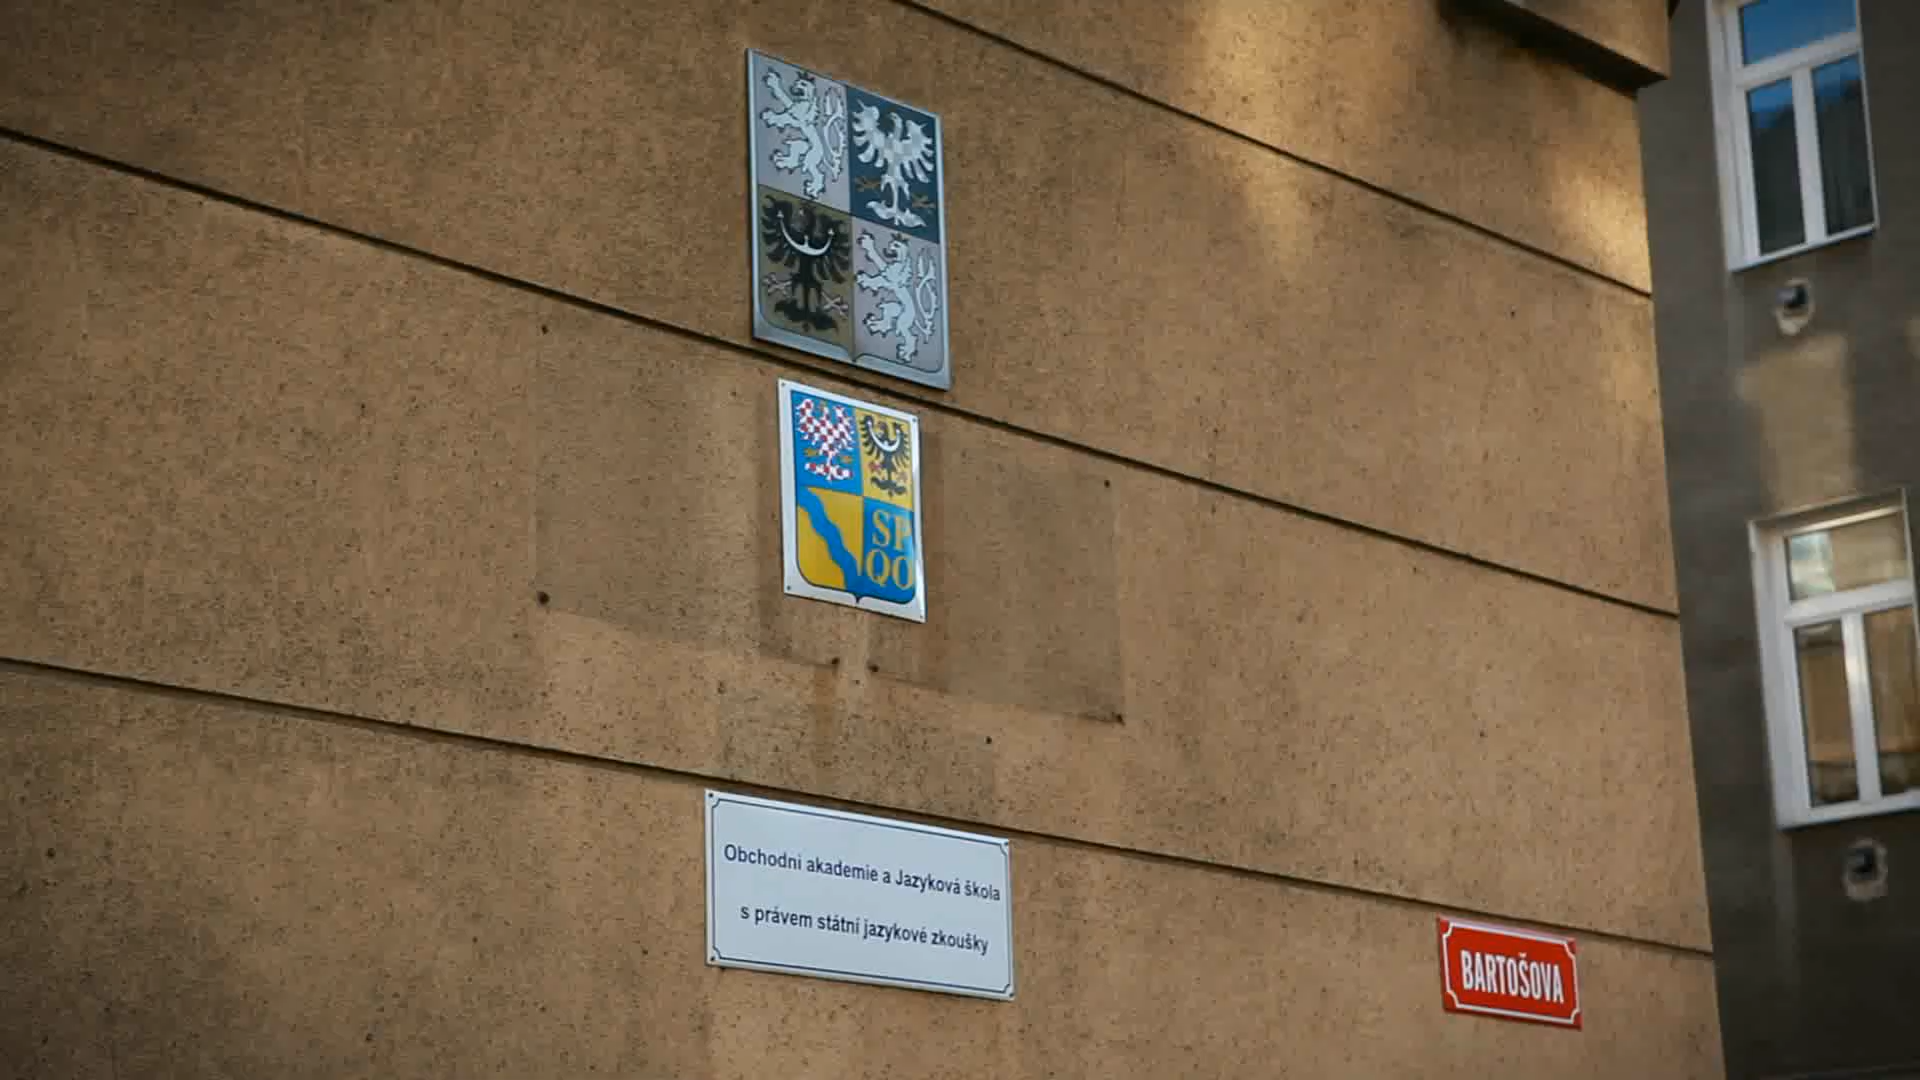 SP
QO
Obchodní akademie a Jazyková škola
s právem státní jazykové zkoušky
BARTOŠOVA